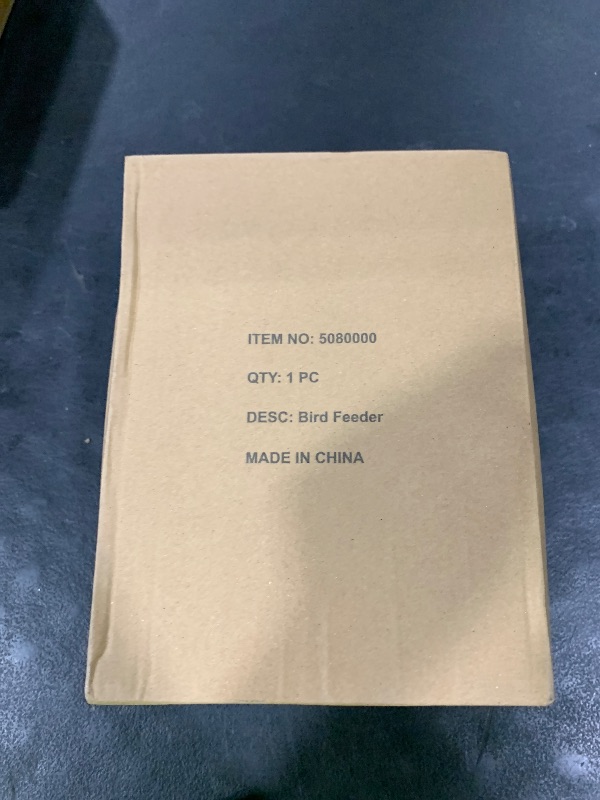 ITEM NO: 5080000
QTY: 1 PC
DESC: Bird Feeder
MADE IN CHINA